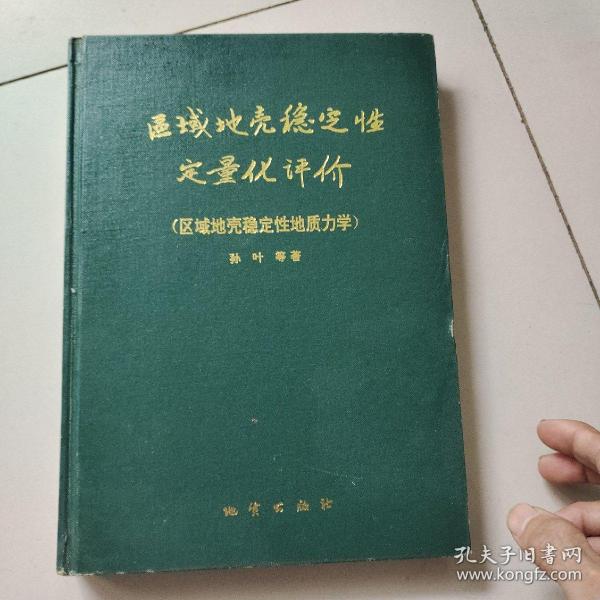 區域地壳稳定性
定量化评价
(区域地壳稳定性地质力学)
孙叶 等著
地质出版社
孔夫子旧书网
www.kongfz.com